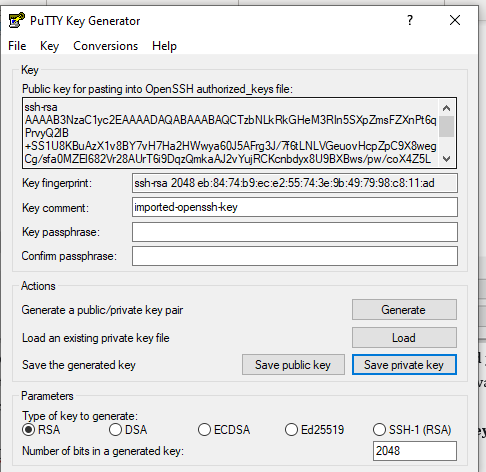 PuTTY Key Generator
File Key Conversions Help
Key
Public key for pasting into OpenSSH authorized_keys file:
ssh-rsa
AAAAB3NzaC1yc2EAAAADAQABAAABAQCTzbNLkRkGHeM3RIn5SXpZmsFZXnPt6q
PrvyQ2IB
+SS1U8KBuAzX1v8BY7vH7Ha2HWwya60J5AFrg3J/7f6tLNLVGeuovHcpZpC9X8weg
Cg/sfa0MZEI682Vr28AUrT6i9DqzQmkaAJ2vYujRCKcnbdyx8U9BXBws/pw/coX4Z5L
Key fingerprint: ssh-rsa 2048 eb:84:74:b9:ec:e2:55:74:3e:9b:49:79:98:c8:11:ad
Key comment: imported-openssh-key
Key passphrase:
Confirm passphrase:
Actions
Generate a public/private key pair Generate
Load an existing private key file Load
Save the generated key Save public key Save private key
Parameters
Type of key to generate:
RSA DSA ECDSA Ed25519 SSH-1 (RSA)
Number of bits in a generated key: 2048